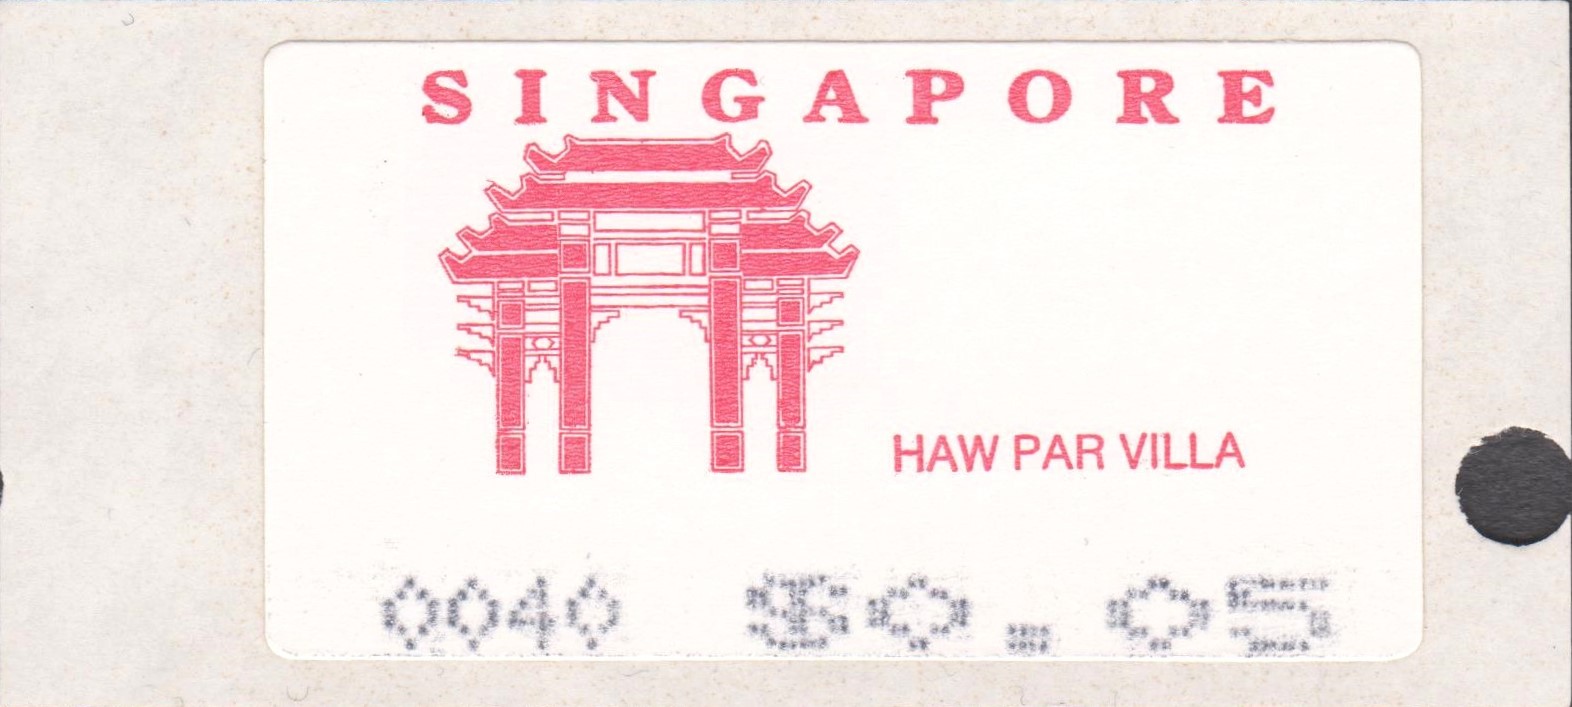 SINGAPORE
HAW PAR VILLA
0040 $0.05